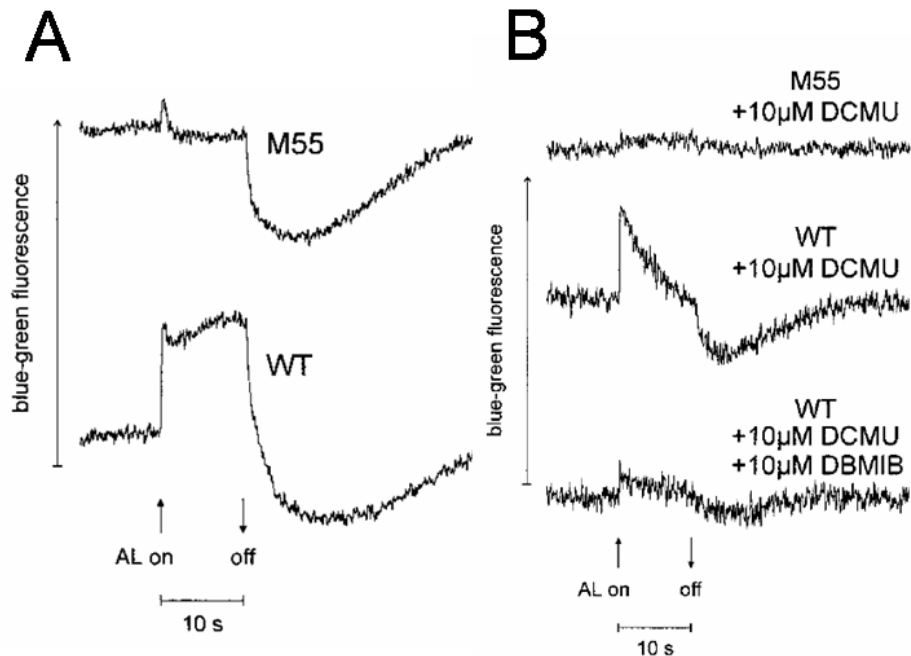 A
M55
blue-green fluorescence
WT
AL on
off
10 s
B
M55
+10μM DCMU
blue-green fluorescence
WT
+10μM DCMU
WT
+10μM DCMU
+10μM DBMIB
AL on
off
10 s